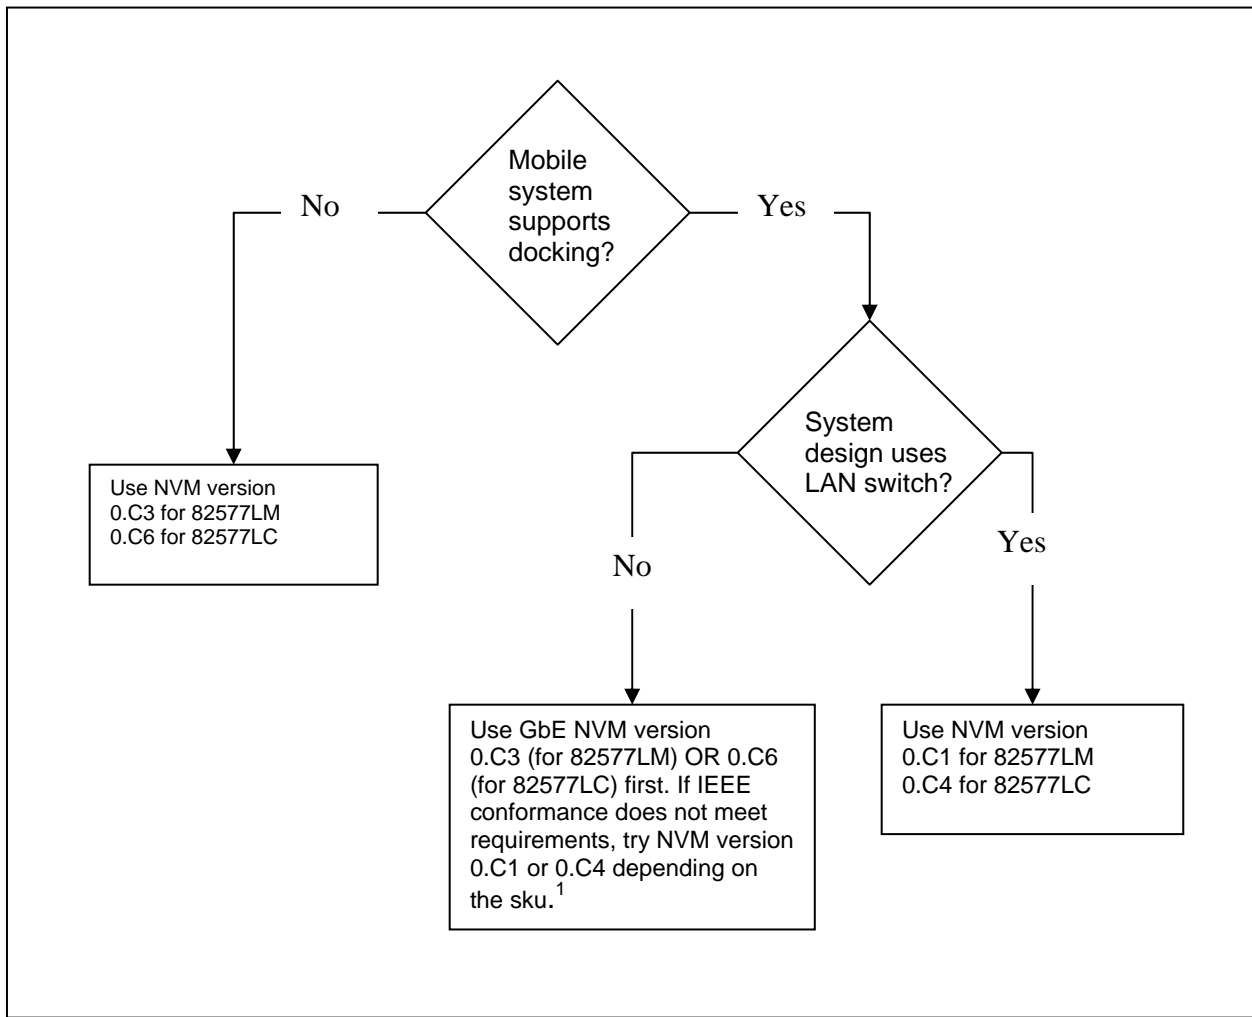 Mobile
system
supports
docking?
No
Yes
System
design uses
LAN switch?
Use NVM version
0.C3 for 82577LM
0.C6 for 82577LC
No
Yes
Use GbE NVM version
0.C3 (for 82577LM) OR 0.C6
(for 82577LC) first. If IEEE
conformance does not meet
requirements, try NVM version
0.C1 or 0.C4 depending on
the sku.1
Use NVM version
0.C1 for 82577LM
0.C4 for 82577LC